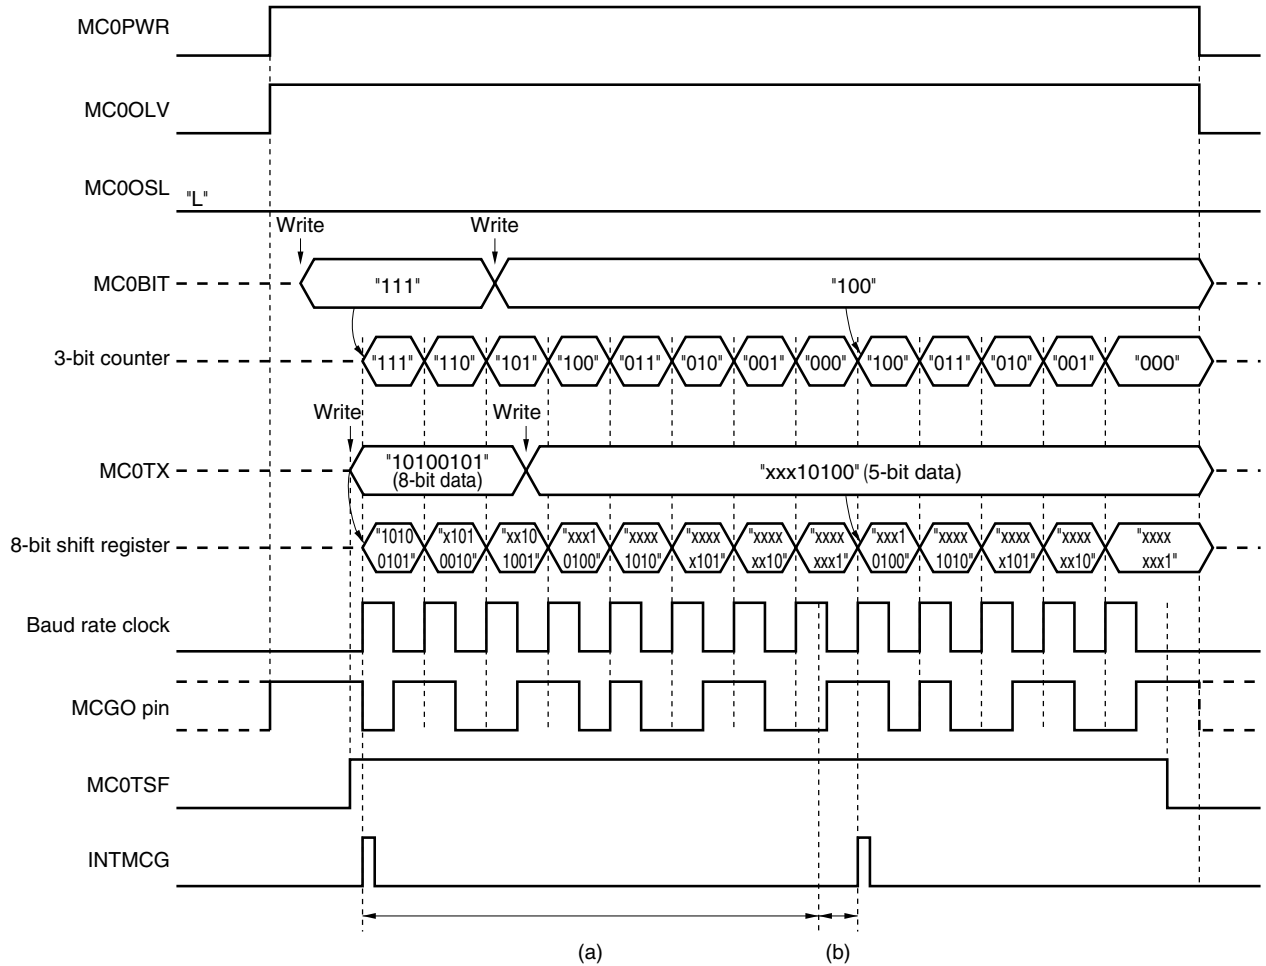 MC0PWR
MC0OLV
MC0OSL "L"
Write Write
MC0BIT "111" "100"
3-bit counter "111" "110" "101" "100" "011" "010" "001" "000" "100" "011" "010" "001" "000"
Write Write
MC0TX "10100101" "xxx10100" (5-bit data)
(8-bit data)
8-bit shift register "1010 "x101 "xx10 "xxx1 "xxxx "xxxx "xxxx "xxxx "xxx1 "xxxx "xxxx "xxxx "xxxx
0101" 0010" 1001" 0100" 1010" x101" xx10" xxx1" 0100" 1010" x101" xx10" xxx1"
Baud rate clock
MCGO pin
MC0TSF
INTMCG
(a) (b)